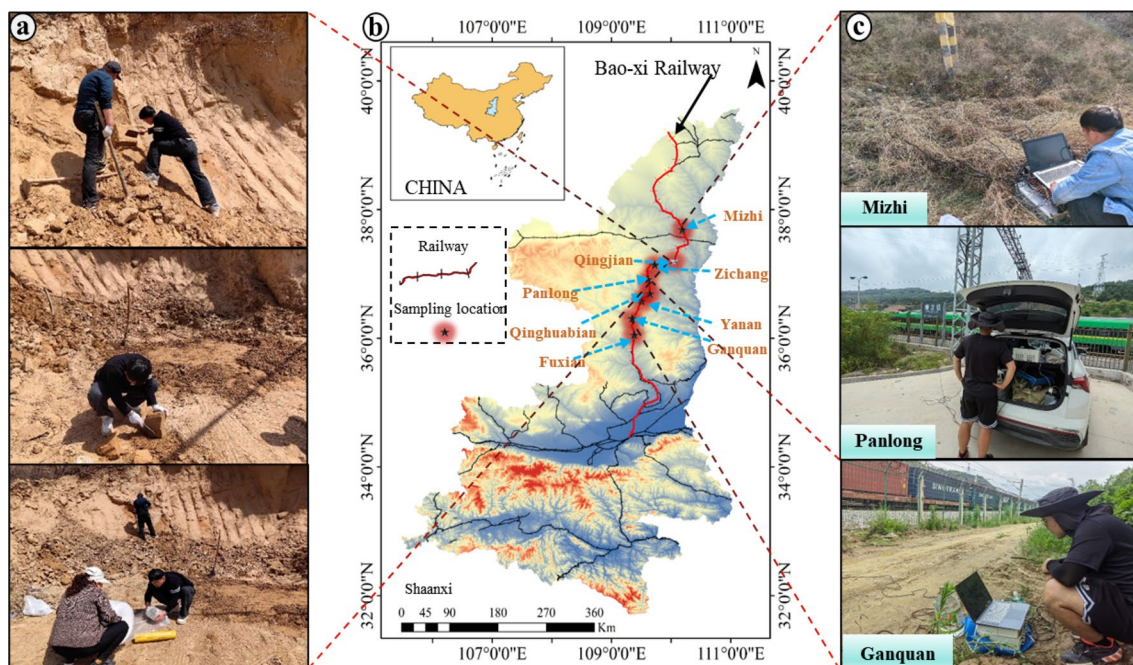 a
b
c
107°0'0"E
109°0'0"E
111°0'0"E
40°0'0"N
38°0'0"N
36°0'0"N
34°0'0"N
32°0'0"N
CHINA
Bao-xi Railway
N
40°0'0"N
38°0'0"N
36°0'0"N
34°0'0"N
32°0'0"N
Railway
Sampling location
Mizhi
Qingjian
Zichang
Panlong
Qinghuabian
Yanan
Ganquan
Fuxian
Shaanxi
0 45 90 180 270 360
Km
107°0'0"E
109°0'0"E
111°0'0"E
Mizhi
Panlong
Ganquan